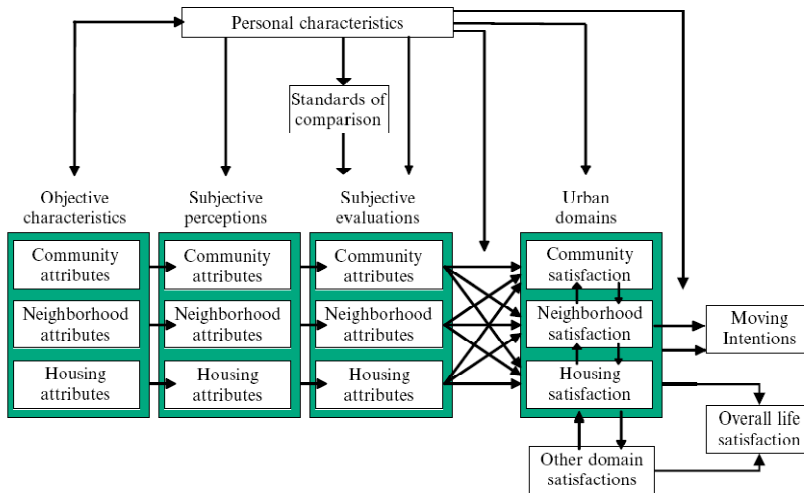 Personal characteristics
Standards of
comparison
Objective
characteristics
Subjective
perceptions
Subjective
evaluations
Urban
domains
Community
attributes
Community
attributes
Community
attributes
Community
satisfaction
Neighborhood
attributes
Neighborhood
attributes
Neighborhood
attributes
Neighborhood
satisfaction
Moving
Intentions
Housing
attributes
Housing
attributes
Housing
attributes
Housing
satisfaction
Overall life
satisfaction
Other domain
satisfactions